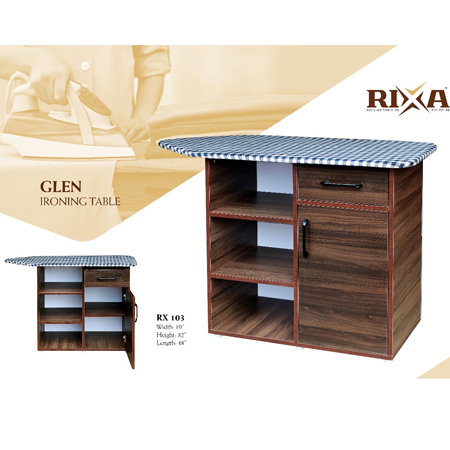 RIXA
GLEN
IRONING TABLE
RX 103
Width: 19"
Height: 32"
Length: 48"